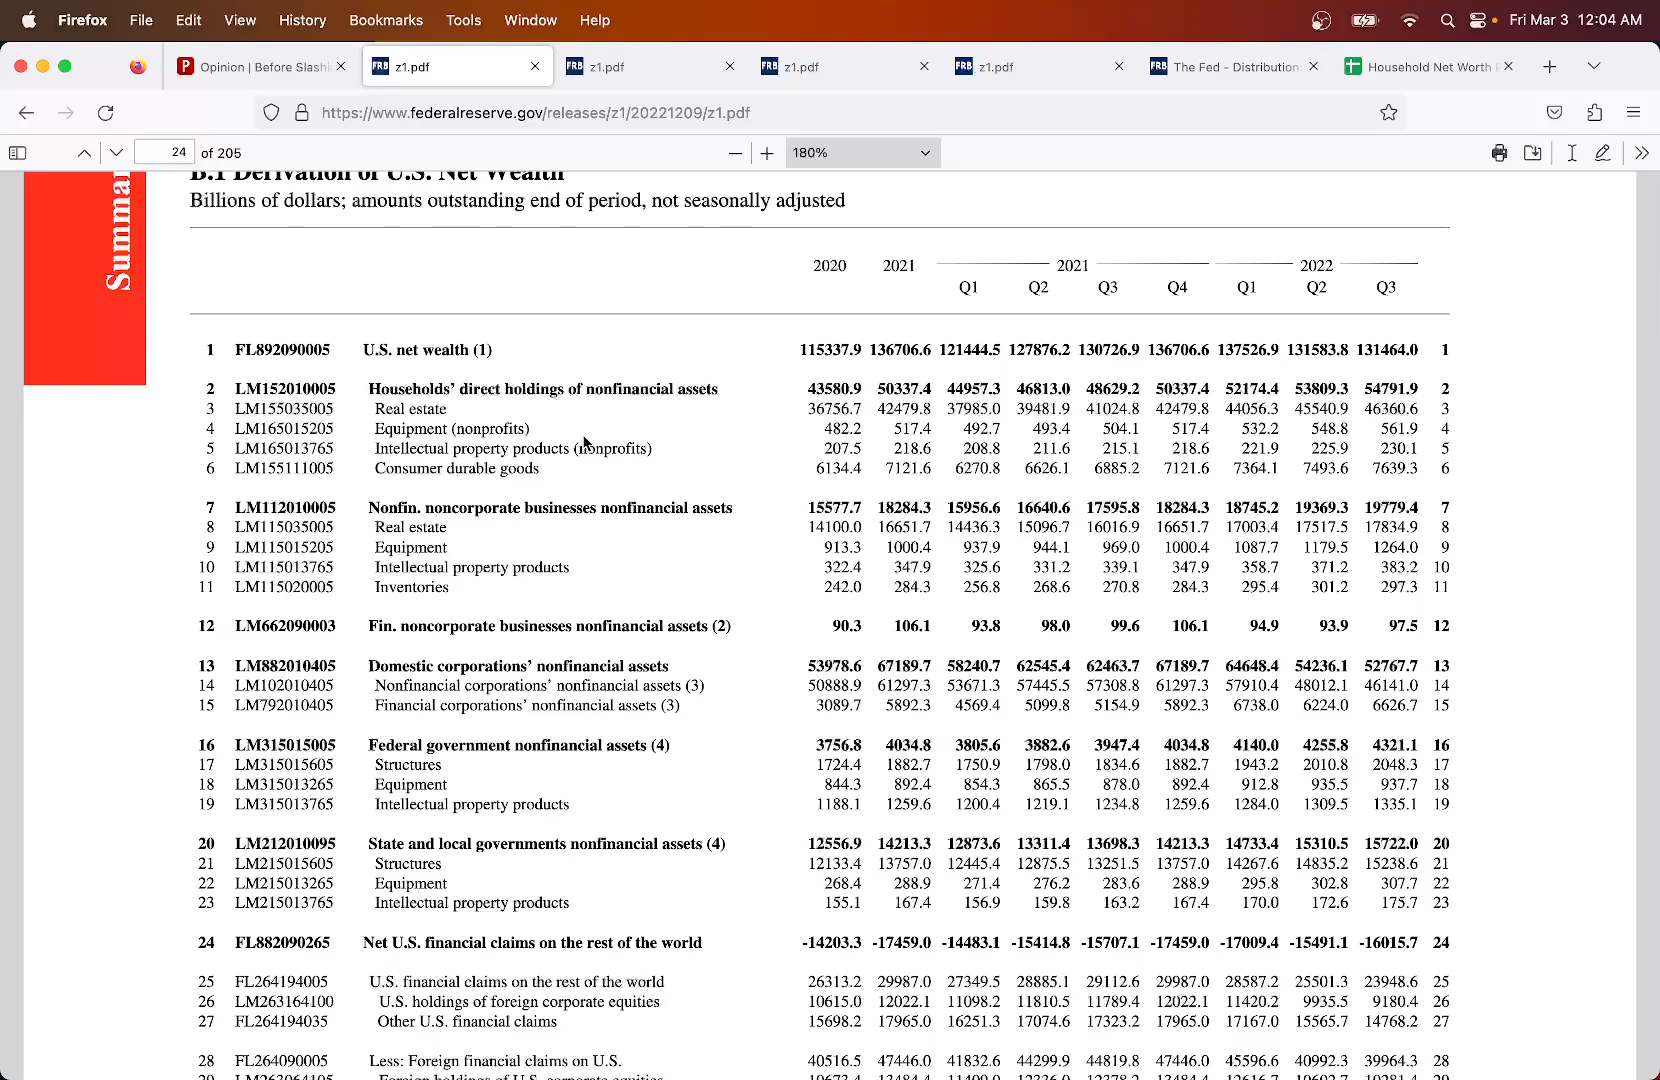 Firefox File Edit View History Bookmarks Tools Window Help Fri Mar 3 12:04 AM
Opinion | Before Slashi z1.pdf z1.pdf z1.pdf z1.pdf The Fed - Distribution: Household Net Worth
https://www.federalreserve.gov/releases/z1/20221209/z1.pdf
24 of 205 180%
Summa
B.1 Derivation of U.S. Net Wealth
Billions of dollars; amounts outstanding end of period, not seasonally adjusted
2020 2021 2021 2022
Q1 Q2 Q3 Q4 Q1 Q2 Q3
1 FL892090005 U.S. net wealth (1) 115337.9 136706.6 121444.5 127876.2 130726.9 136706.6 137526.9 131583.8 131464.0 1
2 LM152010005 Households' direct holdings of nonfinancial assets 43580.9 50337.4 44957.3 46813.0 48629.2 50337.4 52174.4 53809.3 54791.9 2
3 LM155035005 Real estate 36756.7 42479.8 37985.0 39481.9 41024.8 42479.8 44056.3 45540.9 46360.6 3
4 LM165015205 Equipment (nonprofits) 482.2 517.4 492.7 493.4 504.1 517.4 532.2 548.8 561.9 4
5 LM165013765 Intellectual property products (nonprofits) 207.5 218.6 208.8 211.6 215.1 218.6 221.9 225.9 230.1 5
6 LM155111005 Consumer durable goods 6134.4 7121.6 6270.8 6626.1 6885.2 7121.6 7364.1 7493.6 7639.3 6
7 LM112010005 Nonfin. noncorporate businesses nonfinancial assets 15577.7 18284.3 15956.6 16640.6 17595.8 18284.3 18745.2 19369.3 19779.4 7
8 LM115035005 Real estate 14100.0 16651.7 14436.3 15096.7 16016.9 16651.7 17003.4 17517.5 17834.9 8
9 LM115015205 Equipment 913.3 1000.4 937.9 944.1 969.0 1000.4 1087.7 1179.5 1264.0 9
10 LM115013765 Intellectual property products 322.4 347.9 325.6 331.2 339.1 347.9 358.7 371.2 383.2 10
11 LM115020005 Inventories 242.0 284.3 256.8 268.6 270.8 284.3 295.4 301.2 297.3 11
12 LM662090003 Fin. noncorporate businesses nonfinancial assets (2) 90.3 106.1 93.8 98.0 99.6 106.1 94.9 93.9 97.5 12
13 LM882010405 Domestic corporations' nonfinancial assets 53978.6 67189.7 58240.7 62545.4 62463.7 67189.7 64648.4 54236.1 52767.7 13
14 LM102010405 Nonfinancial corporations' nonfinancial assets (3) 50888.9 61297.3 53671.3 57445.5 57308.8 61297.3 57910.4 48012.1 46141.0 14
15 LM792010405 Financial corporations' nonfinancial assets (3) 3089.7 5892.3 4569.4 5099.8 5154.9 5892.3 6738.0 6224.0 6626.7 15
16 LM315015005 Federal government nonfinancial assets (4) 3756.8 4034.8 3805.6 3882.6 3947.4 4034.8 4140.0 4255.8 4321.1 16
17 LM315015605 Structures 1724.4 1882.7 1750.9 1798.0 1834.6 1882.7 1943.2 2010.8 2048.3 17
18 LM315013265 Equipment 844.3 892.4 854.3 865.5 878.0 892.4 912.8 935.5 937.7 18
19 LM315013765 Intellectual property products 1188.1 1259.6 1200.4 1219.1 1234.8 1259.6 1284.0 1309.5 1335.1 19
20 LM212010095 State and local governments nonfinancial assets (4) 12556.9 14213.3 12873.6 13311.4 13698.3 14213.3 14733.4 15310.5 15722.0 20
21 LM215015605 Structures 12133.4 13757.0 12445.4 12875.5 13251.5 13757.0 14267.6 14835.2 15238.6 21
22 LM215013265 Equipment 268.4 288.9 271.4 276.2 283.6 288.9 295.8 302.8 307.7 22
23 LM215013765 Intellectual property products 155.1 167.4 156.9 159.8 163.2 167.4 170.0 172.6 175.7 23
24 FL882090265 Net U.S. financial claims on the rest of the world -14203.3 -17459.0 -14483.1 -15414.8 -15707.1 -17459.0 -17009.4 -15491.1 -16015.7 24
25 FL264194005 U.S. financial claims on the rest of the world 26313.2 29987.0 27349.5 28885.1 29112.6 29987.0 28587.2 25501.3 23948.6 25
26 LM263164100 U.S. holdings of foreign corporate equities 10615.0 12022.1 11098.2 11810.5 11789.4 12022.1 11420.2 9935.5 9180.4 26
27 FL264194035 Other U.S. financial claims 15698.2 17965.0 16251.3 17074.6 17323.2 17965.0 17167.0 15565.7 14768.2 27
28 FL264090005 Less: Foreign financial claims on U.S. 40516.5 47446.0 41832.6 44299.9 44819.8 47446.0 45596.6 40992.3 39964.3 28